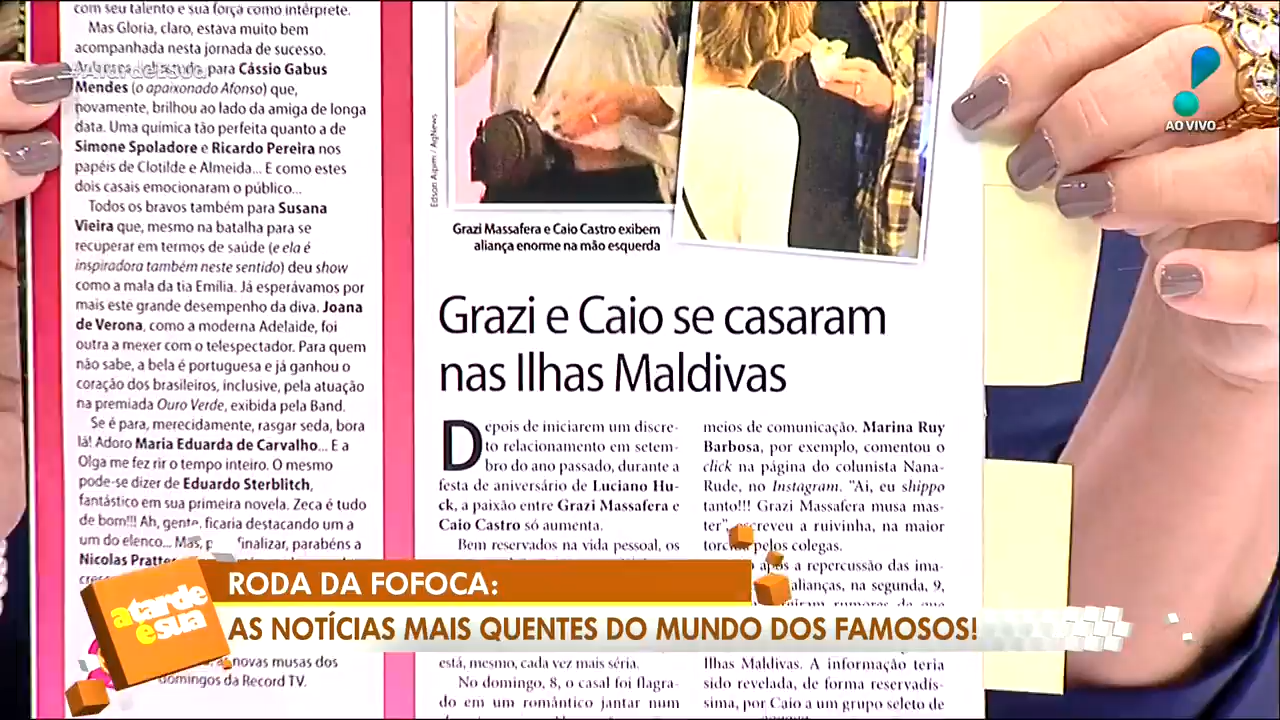 com seu talento e sua força como intérprete.
Mas Gloria, claro, estava muito bem
acompanhada nesta jornada de sucesso.
para Cássio Gabus
Mendes (o apaixonado Afonso) que,
novamente, brilhou ao lado da amiga de longa
data. Uma química tão perfeita quanto a de
Simone Spoladore e Ricardo Pereira nos
papéis de Clotilde e Almeida... E como estes
dois casais emocionaram o público...
Todos os bravos também para Susana
Vieira que, mesmo na batalha para se
recuperar em termos de saúde (e ela é
inspiradora também neste sentido) deu show
como a mala da tia Emília. Já esperávamos por
mais este grande desempenho da diva. Joana
de Verona, como a moderna Adelaide, foi
outra a mexer com o telespectador. Para quem
não sabe, a bela é portuguesa e já ganhou o
coração dos brasileiros, inclusive, pela atuação
na premiada Ouro Verde, exibida pela Band.
Se é para, merecidamente, rasgar seda, bora
lá! Adoro Maria Eduarda de Carvalho... E a
Olga me fez rir o tempo inteiro. O mesmo
pode-se dizer de Eduardo Sterblitch,
fantástico em sua primeira novela. Zeca é tudo
de bom!!! Ah, gente, ficaria destacando um a
um do elenco... Mas, finalizar, parabéns a
Nicolas
novas musas dos
domingos da Record TV.
Edson Aipim / AgNews
Grazi Massafera e Caio Castro exibem
aliança enorme na mão esquerda
Grazi e Caio se casaram
nas Ilhas Maldivas
Depois de iniciarem um discre-
to relacionamento em setem-
bro do ano passado, durante a
festa de aniversário de Luciano Hu-
ck, a paixão entre Grazi Massafera e
Caio Castro só aumenta.
Bem reservados na vida pessoal, os
está, mesmo, cada vez mais séria.
No domingo, 8, o casal foi flagra-
do em um romântico jantar num
meios de comunicação. Marina Ruy
Barbosa, por exemplo, comentou o
click na página do colunista Nana-
Rude, no Instagram. "Ai, eu shippo
tanto!!! Grazi Massafera musa mas-
ter", escreveu a ruivinha, na maior
torcida pelos colegas.
após a repercussão das ima-
alianças, na segunda, 9,
rumores de que
Ilhas Maldivas. A informação teria
sido revelada, de forma reservadís-
sima, por Caio a um grupo seleto de
AO VIVO
a tarde é sua
RODA DA FOFOCA:
AS NOTÍCIAS MAIS QUENTES DO MUNDO DOS FAMOSOS!